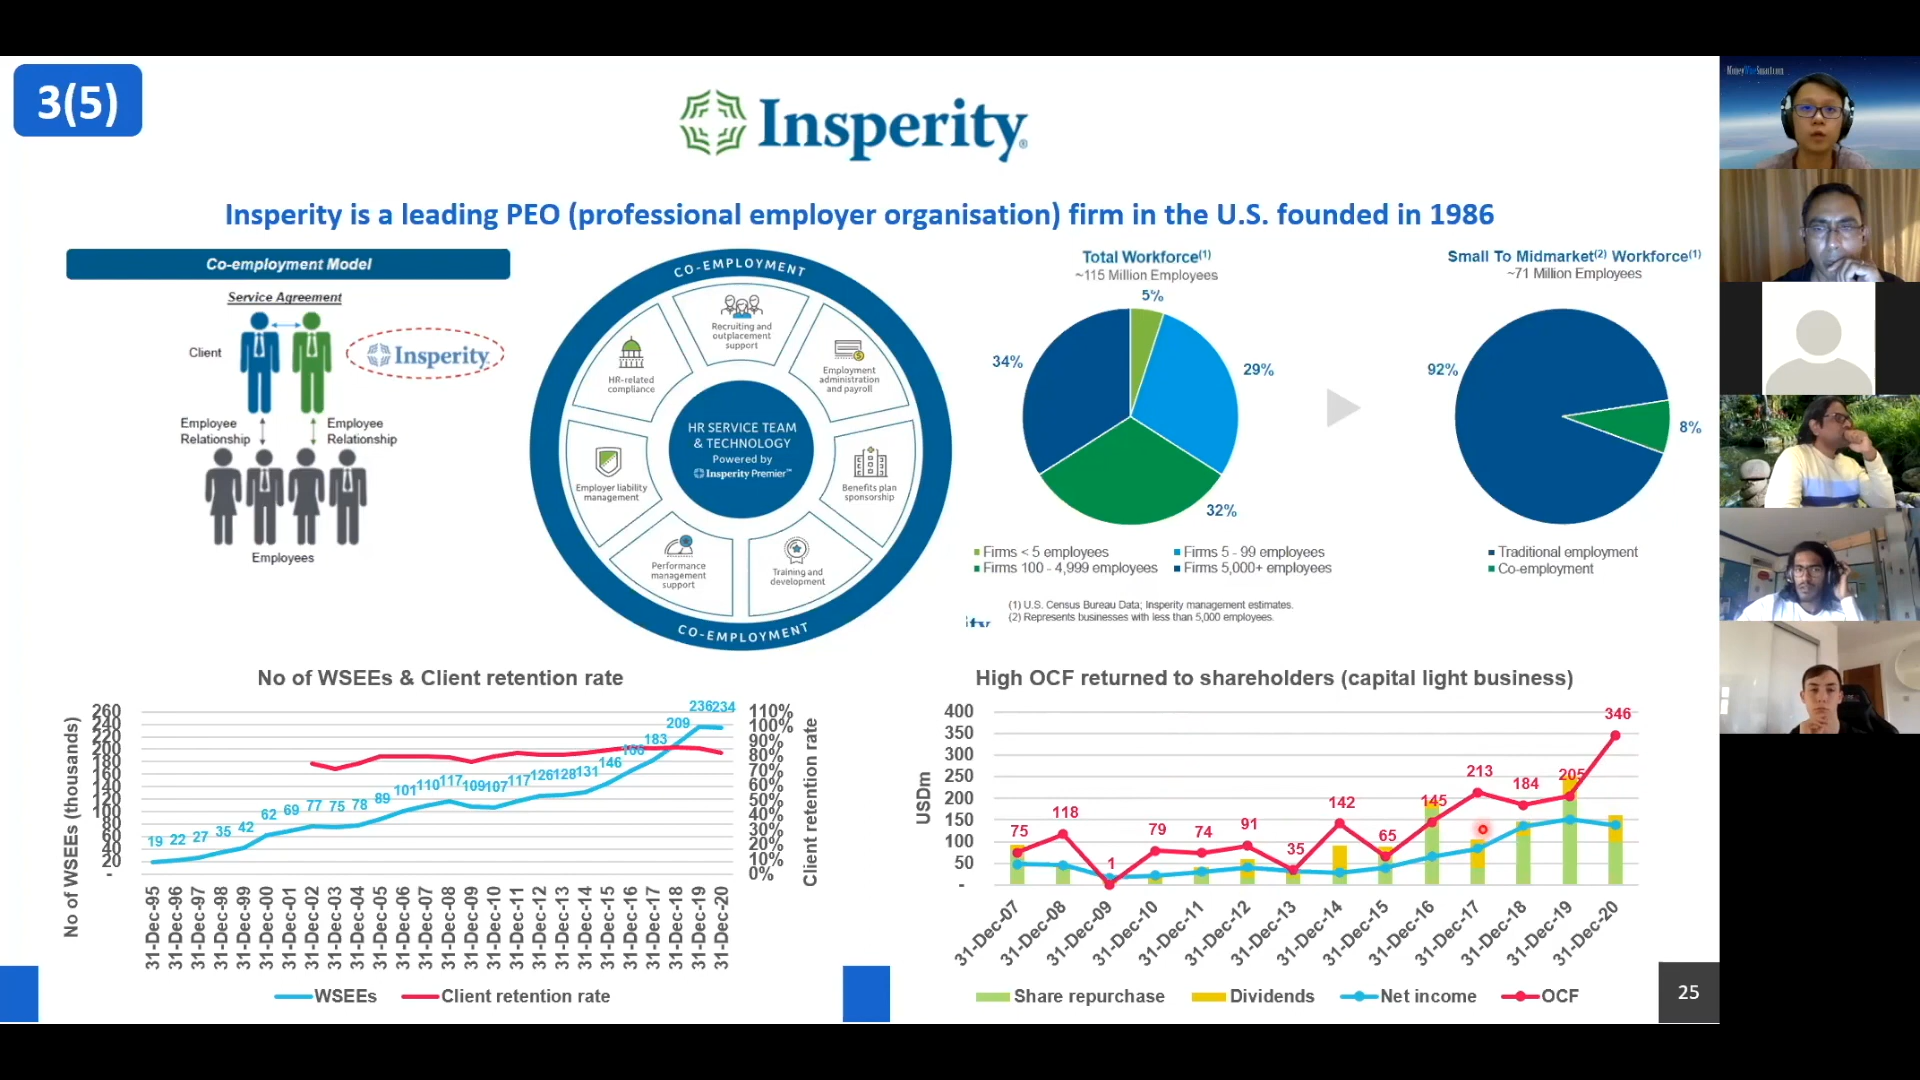 3(5)
Insperity®
MoneyWiseSmart.com
Insperity is a leading PEO (professional employer organisation) firm in the U.S. founded in 1986
Co-employment Model
Service Agreement
Client
Insperity
Employee Relationship
Employee Relationship
Employees
CO-EMPLOYMENT
Recruiting and
outplacement
support
HR-related
compliance
Employment
administration
and payroll
HR SERVICE TEAM
& TECHNOLOGY
Powered by
Insperity Premier™
Employer liability
management
Benefits plan
sponsorship
Performance
management
support
Training and
development
CO-EMPLOYMENT
Total Workforce(1)
~115 Million Employees
5%
34%
29%
32%
Firms < 5 employees
Firms 5 - 99 employees
Firms 100 - 4,999 employees
Firms 5,000+ employees
Small To Midmarket(2) Workforce(1)
~71 Million Employees
92%
8%
Traditional employment
Co-employment
(1) U.S. Census Bureau Data; Insperity management estimates.
(2) Represents businesses with less than 5,000 employees.
ity
No of WSEEs & Client retention rate
No of WSEEs (thousands)
260
240
220
200
180
160
140
120
100
80
60
40
20
-
19 22 27 35 42 62 69 77 75 78 89 101 110 117 109 107 117 126 128 131 146 166 183 209 236 234
110%
100%
90%
80%
70%
60%
50%
40%
30%
20%
10%
0%
Client retention rate
31-Dec-95
31-Dec-96
31-Dec-97
31-Dec-98
31-Dec-99
31-Dec-00
31-Dec-01
31-Dec-02
31-Dec-03
31-Dec-04
31-Dec-05
31-Dec-06
31-Dec-07
31-Dec-08
31-Dec-09
31-Dec-10
31-Dec-11
31-Dec-12
31-Dec-13
31-Dec-14
31-Dec-15
31-Dec-16
31-Dec-17
31-Dec-18
31-Dec-19
31-Dec-20
WSEEs
Client retention rate
High OCF returned to shareholders (capital light business)
USDm
400
350
300
250
200
150
100
50
-
75 118 1 79 74 91 35 142 65 145 213 184 205 346
31-Dec-07
31-Dec-08
31-Dec-09
31-Dec-10
31-Dec-11
31-Dec-12
31-Dec-13
31-Dec-14
31-Dec-15
31-Dec-16
31-Dec-17
31-Dec-18
31-Dec-19
31-Dec-20
Share repurchase
Dividends
Net income
OCF
25